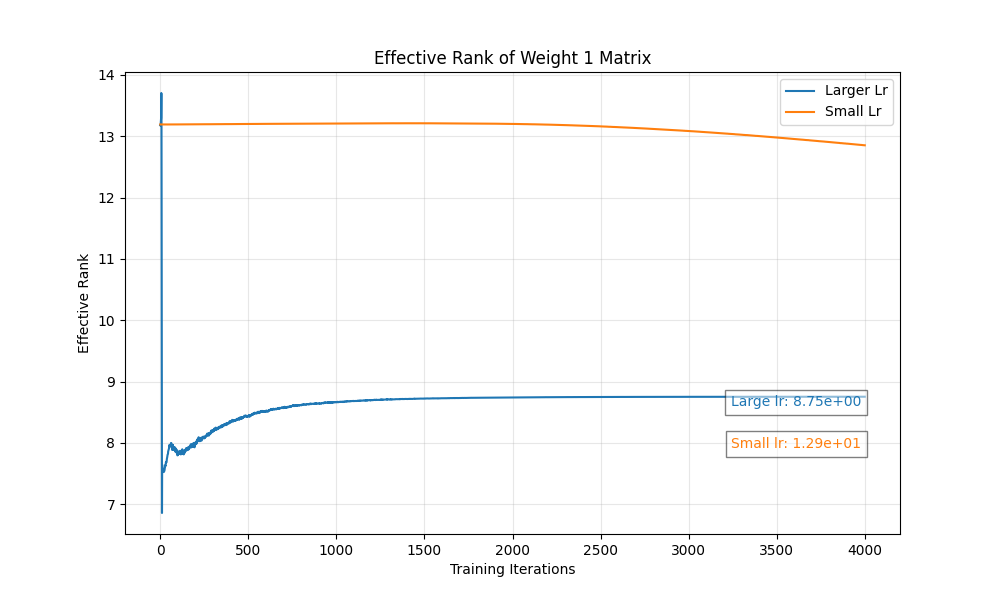 Effective Rank of Weight 1 Matrix
Larger Lr
Small Lr
Effective Rank
14
13
12
11
10
9
8
7
Large lr: 8.75e+00
Small lr: 1.29e+01
0
500
1000
1500
2000
2500
3000
3500
4000
Training Iterations